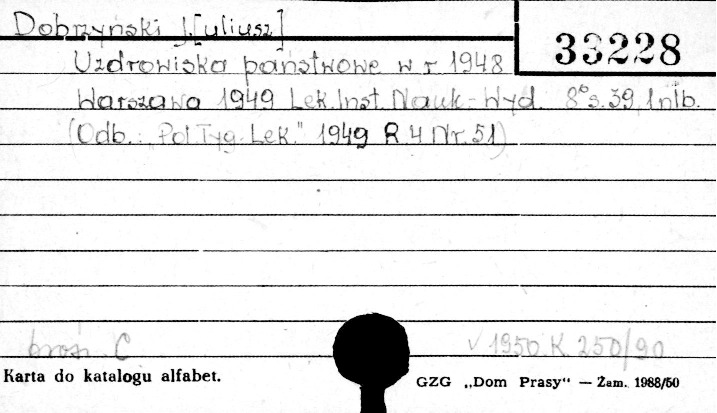 Dobrzyński J.[uliusz]
33228
Uzdrowiska państwowe w r 1948
Warszawa 1949 Lek. Inst. Nauk.-Wyd. 8° s. 39, 1 nlb.
(Odb.: "Pol. Tyg. Lek." 1949 R. 4 Nr. 51)
brosz. C
√ 1950 K 250/90
Karta do katalogu alfabet.
GZG „Dom Prasy" — Zam. 1988/50